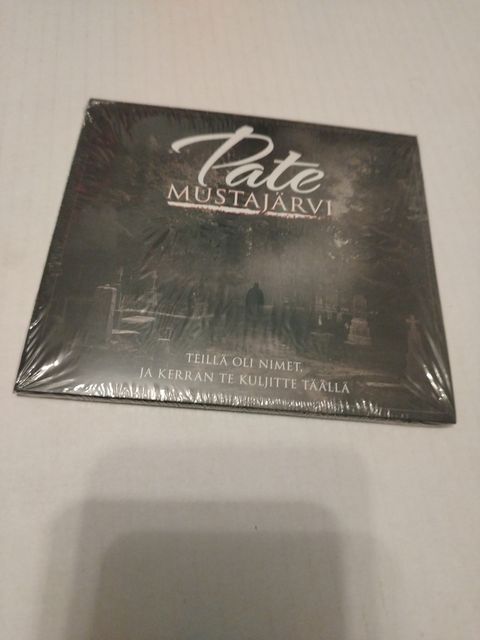 Pate
MUSTAJÄRVI
TEILLÄ OLI NIMET,
JA KERRAN TE KULJITTE TÄÄLLÄ